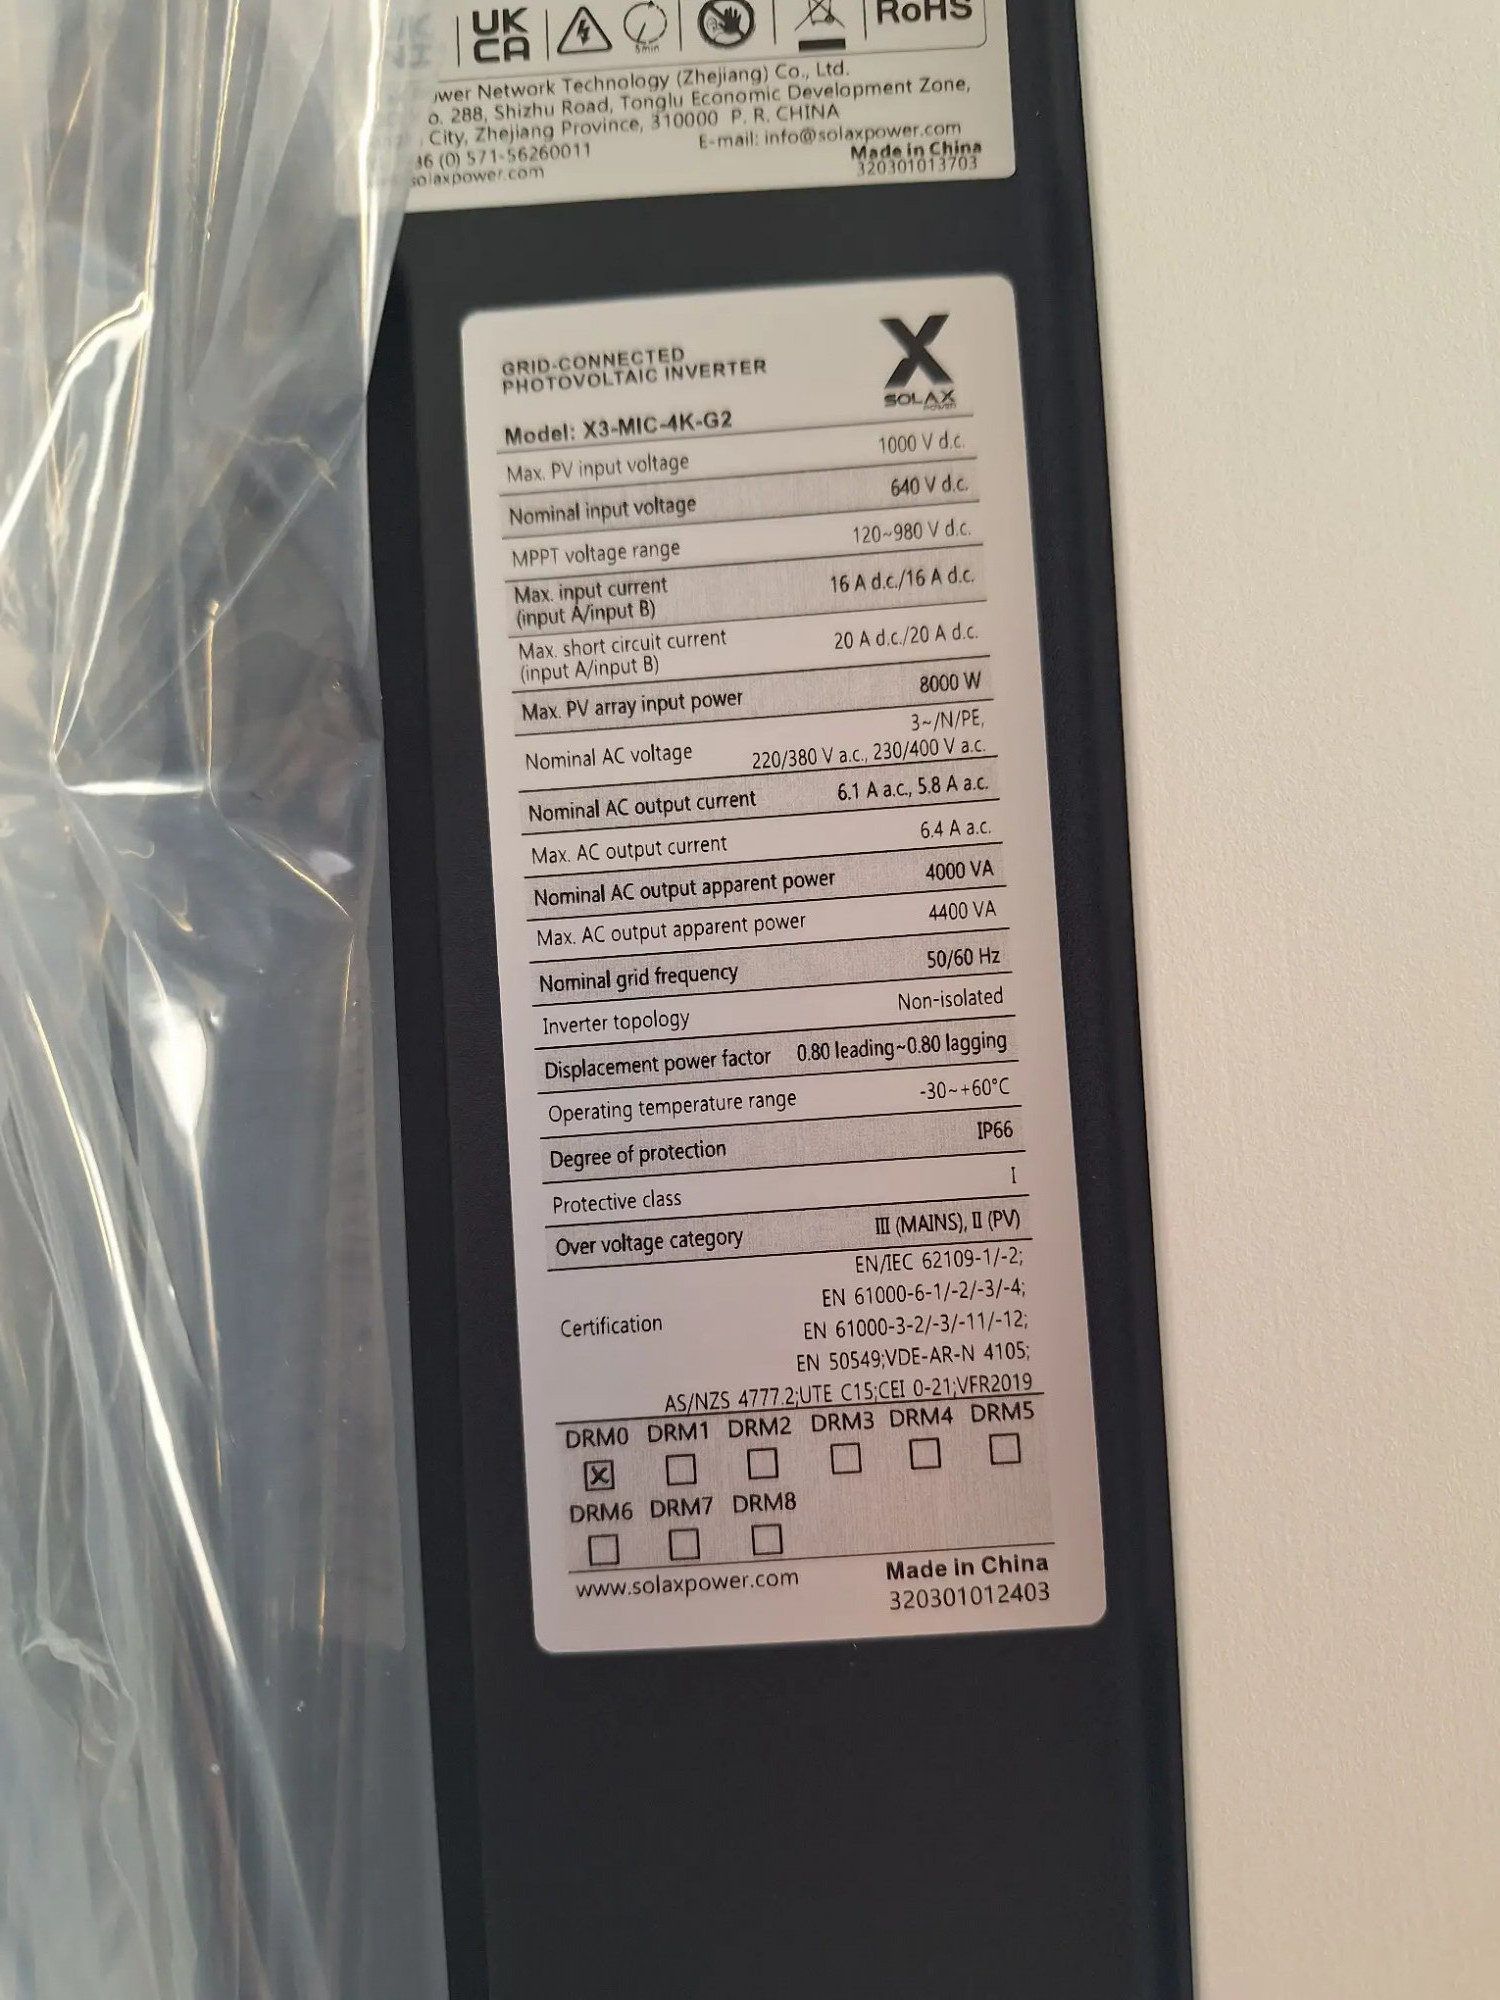 UK
CA
5min
RoHS
Power Network Technology (Zhejiang) Co., Ltd.
288, Shizhu Road, Tonglu Economic Development Zone,
City, Zhejiang Province, 310000 P. R. CHINA
(0) 571-56260011 E-mail: info@solaxpower.com
solaxpower.com Made in China
320301013703
GRID-CONNECTED
PHOTOVOLTAIC INVERTER
X
SOLAX
POWER
Model: X3-MIC-4K-G2
Max. PV input voltage 1000 V d.c.
Nominal input voltage 640 V d.c.
MPPT voltage range 120~980 V d.c.
Max. input current
(input A/input B) 16 A d.c./16 A d.c.
Max. short circuit current
(input A/input B) 20 A d.c./20 A d.c.
Max. PV array input power 8000 W
3~/N/PE,
Nominal AC voltage 220/380 V a.c., 230/400 V a.c.
Nominal AC output current 6.1 A a.c., 5.8 A a.c.
Max. AC output current 6.4 A a.c.
Nominal AC output apparent power 4000 VA
Max. AC output apparent power 4400 VA
Nominal grid frequency 50/60 Hz
Inverter topology Non-isolated
Displacement power factor 0.80 leading~0.80 lagging
Operating temperature range -30~+60°C
Degree of protection IP66
Protective class I
Over voltage category III (MAINS), II (PV)
EN/IEC 62109-1/-2;
EN 61000-6-1/-2/-3/-4;
Certification EN 61000-3-2/-3/-11/-12;
EN 50549;VDE-AR-N 4105;
AS/NZS 4777.2;UTE C15;CEI 0-21;VFR2019
DRM0 DRM1 DRM2 DRM3 DRM4 DRM5
DRM6 DRM7 DRM8
www.solaxpower.com Made in China
320301012403